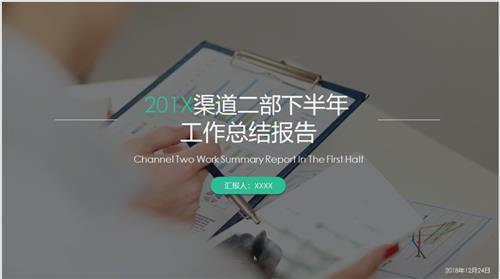 201X渠道二部下半年
工作总结报告
Channel Two Work Summary Report In The First Half
汇报人：XXXX
2018年12月24日